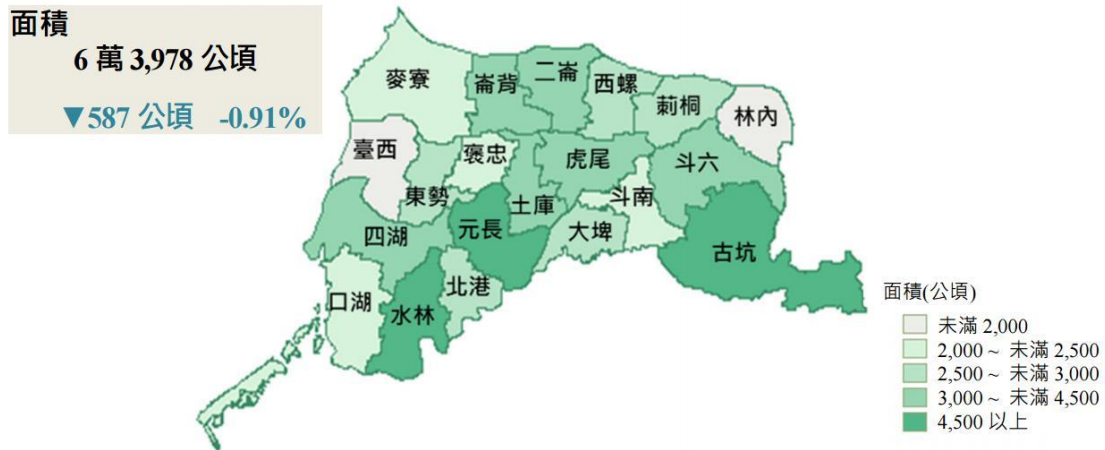 面積
6 萬 3,978 公頃
▼587 公頃 -0.91%
麥寮
崙背
二崙
西螺
莿桐
林內
臺西
東勢
褒忠
虎尾
斗六
土庫
斗南
四湖
元長
大埤
古坑
口湖
水林
北港
面積(公頃)
未滿 2,000
2,000 ~ 未滿 2,500
2,500 ~ 未滿 3,000
3,000 ~ 未滿 4,500
4,500 以上